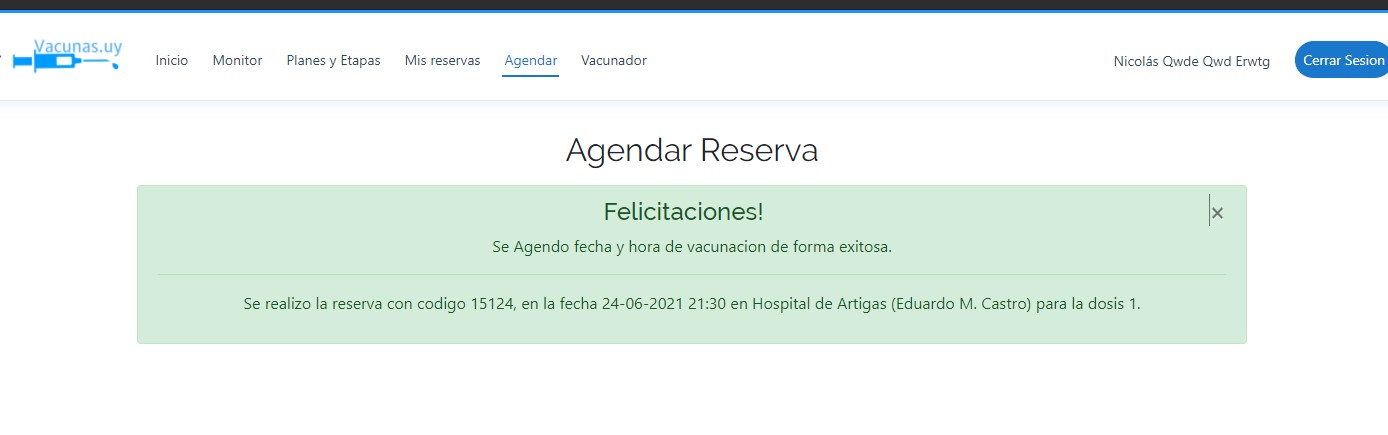 Vacunas.uy
Inicio Monitor Planes y Etapas Mis reservas Agendar Vacunador Nicolás Qwde Qwd Erwtg Cerrar Sesion
Agendar Reserva
Felicitaciones! ×
Se Agendo fecha y hora de vacunacion de forma exitosa.
Se realizo la reserva con codigo 15124, en la fecha 24-06-2021 21:30 en Hospital de Artigas (Eduardo M. Castro) para la dosis 1.